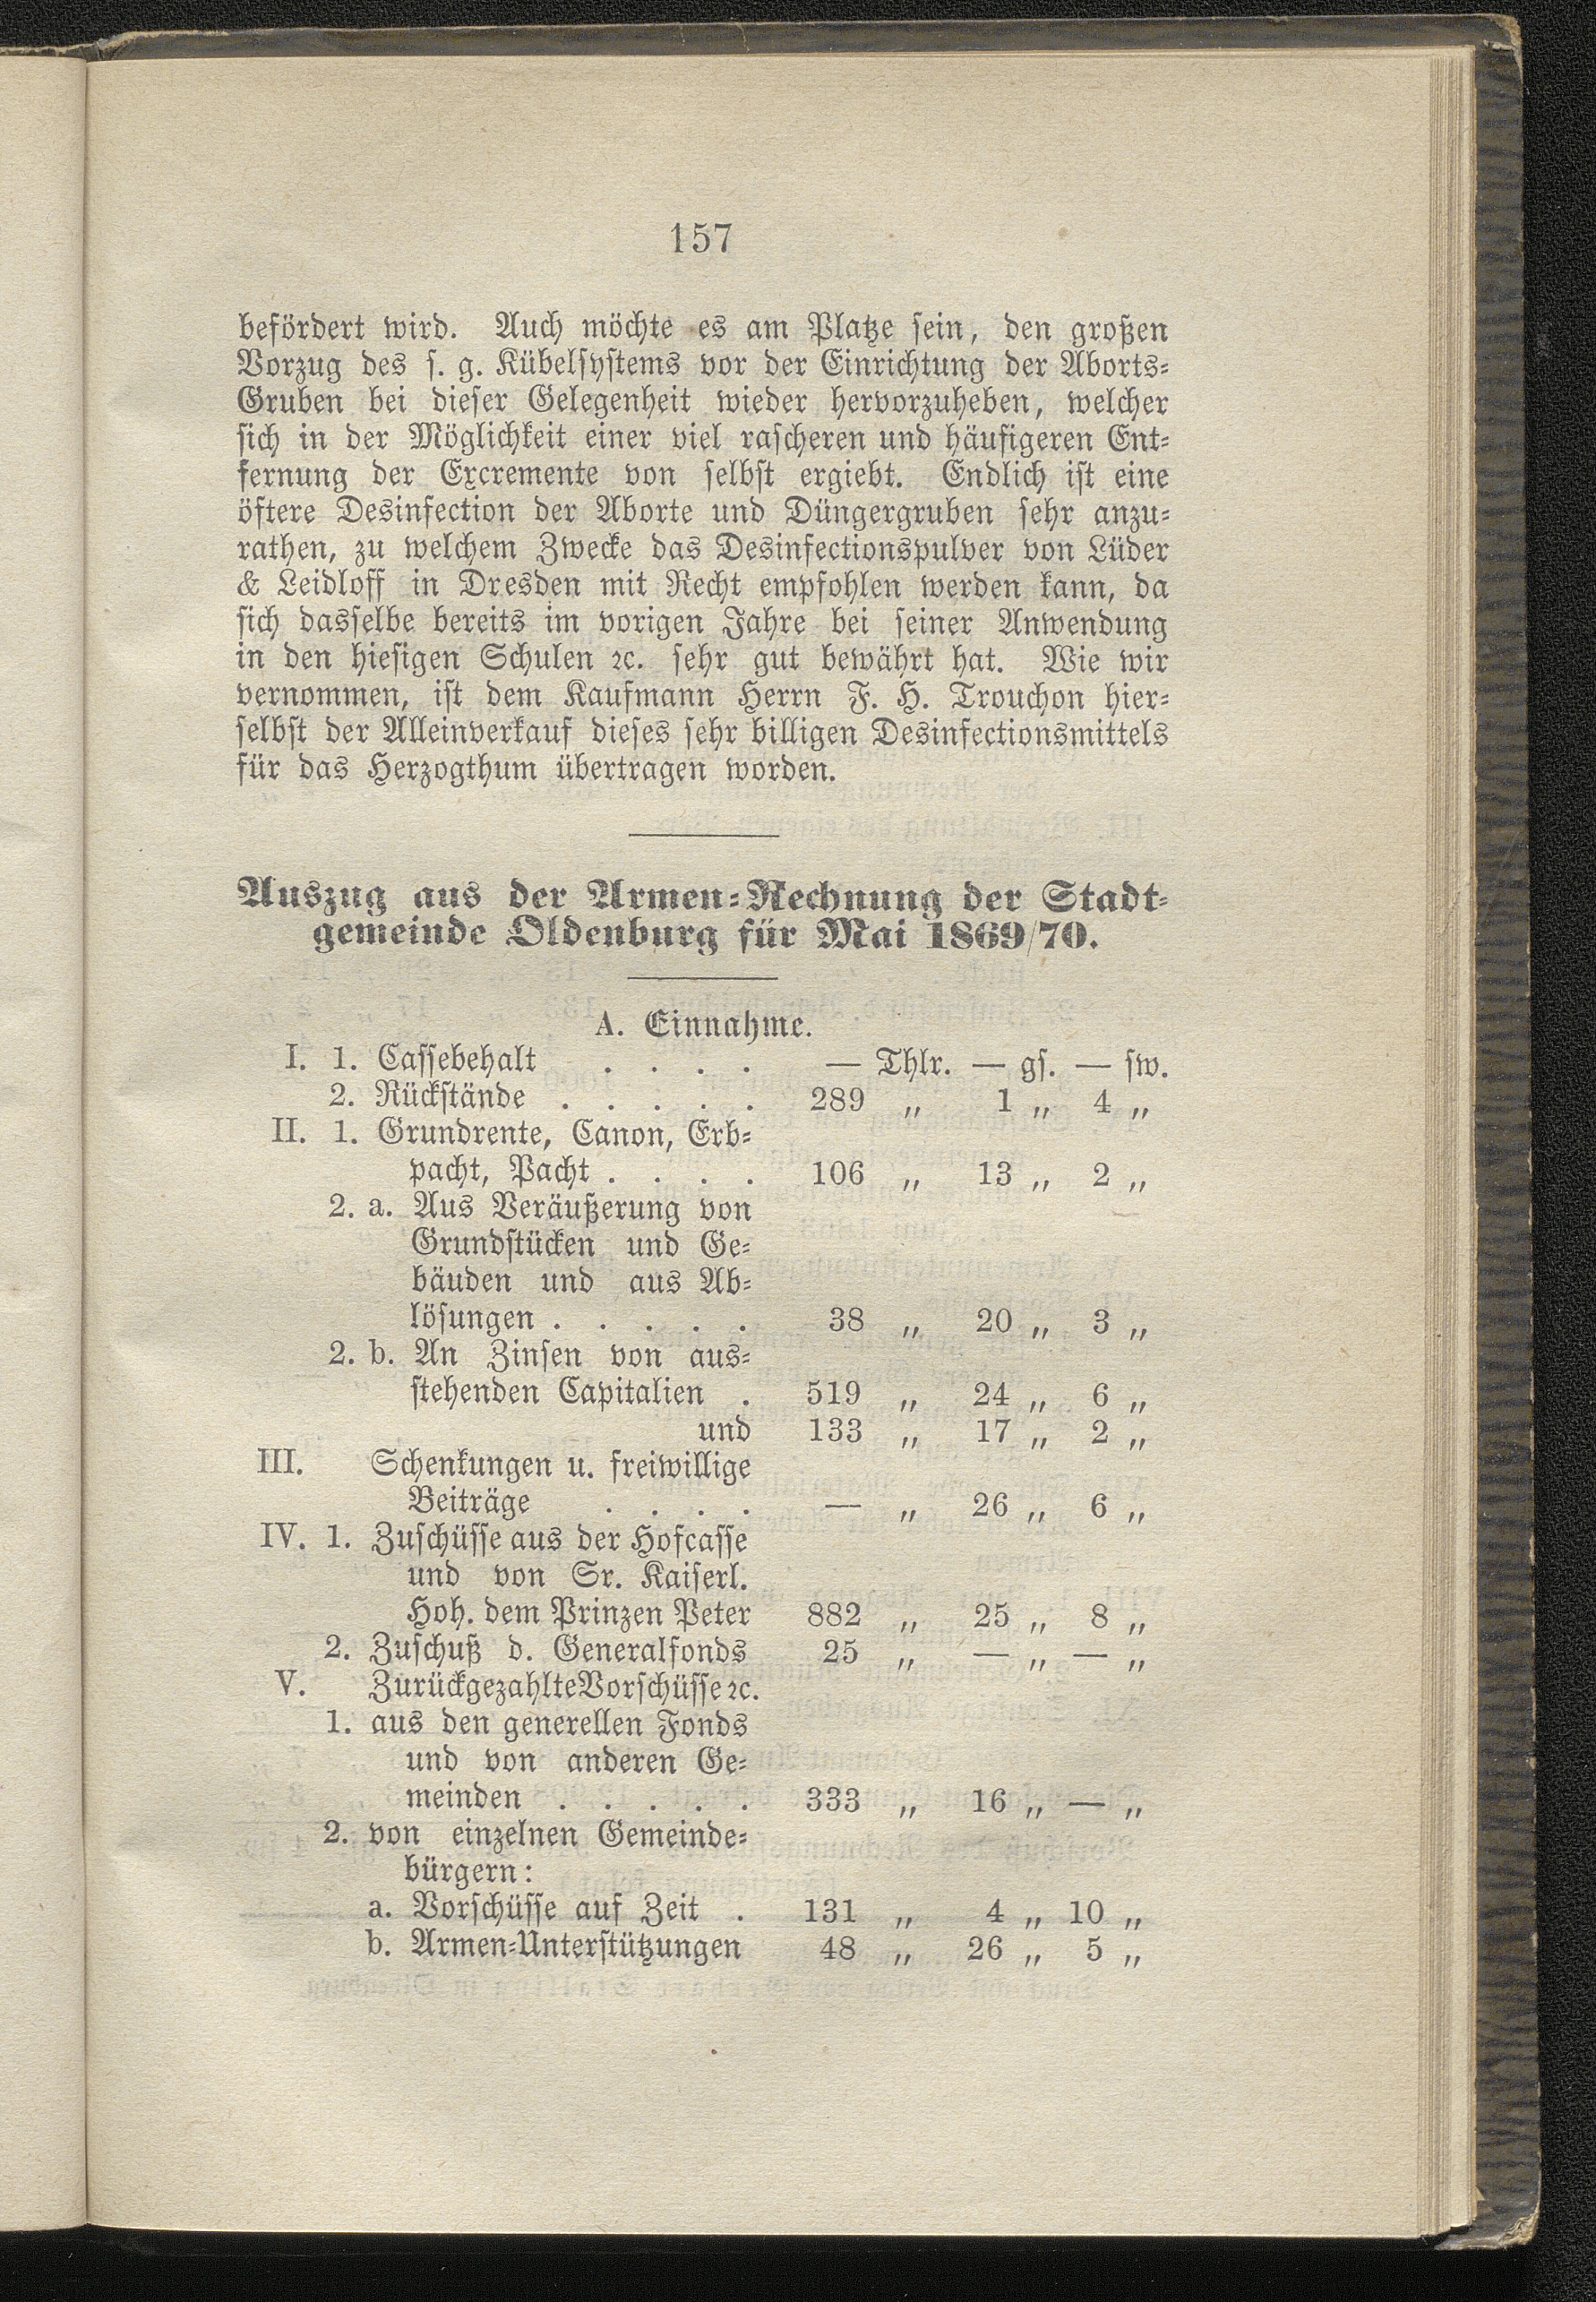 157
befördert wird. Auch möchte es am Platze sein, den großen
Vorzug des s. g. Kübelsystems vor der Einrichtung der Aborts-
Gruben bei dieser Gelegenheit wieder hervorzuheben, welcher
sich in der Möglichkeit einer viel rascheren und häufigeren Ent-
fernung der Excremente von selbst ergiebt. Endlich ist eine
öftere Desinfection der Aborte und Düngergruben sehr anzu-
rathen, zu welchem Zwecke das Desinfectionspulver von Lüder
& Leidloff in Dresden mit Recht empfohlen werden kann, da
sich dasselbe bereits im vorigen Jahre bei seiner Anwendung
in den hiesigen Schulen ꝛc. sehr gut bewährt hat. Wie wir
vernommen, ist dem Kaufmann Herrn F. H. Trouchon hier-
selbst der Alleinverkauf dieses sehr billigen Desinfectionsmittels
für das Herzogthum übertragen worden.
Auszug aus der Armen-Rechnung der Stadt-
gemeinde Oldenburg für Mai 1869/70.
A. Einnahme.
I. 1. Cassebehalt . . . . — Thlr. — gs. — sw.
2. Rückstände . . . . . 289 „ 1 „ 4 „
II. 1. Grundrente, Canon, Erb-
pacht, Pacht . . . . 106 „ 13 „ 2 „
2. a. Aus Veräußerung von
Grundstücken und Ge-
bäuden und aus Ab-
lösungen . . . . . 38 „ 20 „ 3 „
2. b. An Zinsen von aus-
stehenden Capitalien . 519 „ 24 „ 6 „
und 133 „ 17 „ 2 „
III. Schenkungen u. freiwillige
Beiträge . . . . — „ 26 „ 6 „
IV. 1. Zuschüsse aus der Hofcasse
und von Sr. Kaiserl.
Hoh. dem Prinzen Peter 882 „ 25 „ 8 „
2. Zuschuß d. Generalfonds 25 „ — „ — „
V. Zurückgezahlte Vorschüsse ꝛc.
1. aus den generellen Fonds
und von anderen Ge-
meinden . . . . . 333 „ 16 „ — „
2. von einzelnen Gemeinde-
bürgern:
a. Vorschüsse auf Zeit . 131 „ 4 „ 10 „
b. Armen-Unterstützungen 48 „ 26 „ 5 „